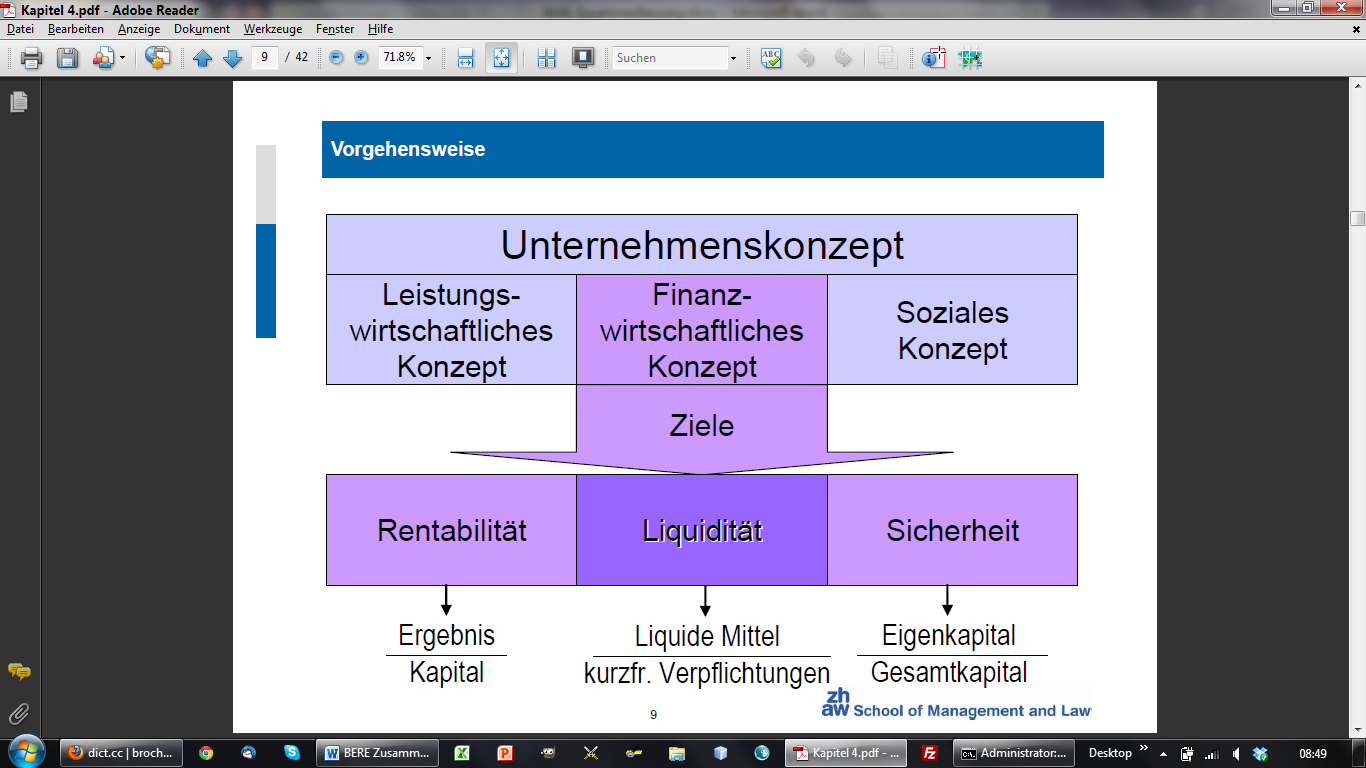 Kapitel 4.pdf - Adobe Reader
Datei Bearbeiten Anzeige Dokument Werkzeuge Fenster Hilfe
9 / 42 71.8% Suchen
Vorgehensweise
Unternehmenskonzept
Leistungs-
wirtschaftliches
Konzept
Finanz-
wirtschaftliches
Konzept
Soziales
Konzept
Ziele
Rentabilität Liquidität Sicherheit
Ergebnis
Kapital
Liquide Mittel
kurzfr. Verpflichtungen
Eigenkapital
Gesamtkapital
9
zh
aw School of Management and Law
dict.cc | broch... BERE Zusamm... Kapitel 4.pdf - ... Administrator:... Desktop 08:49